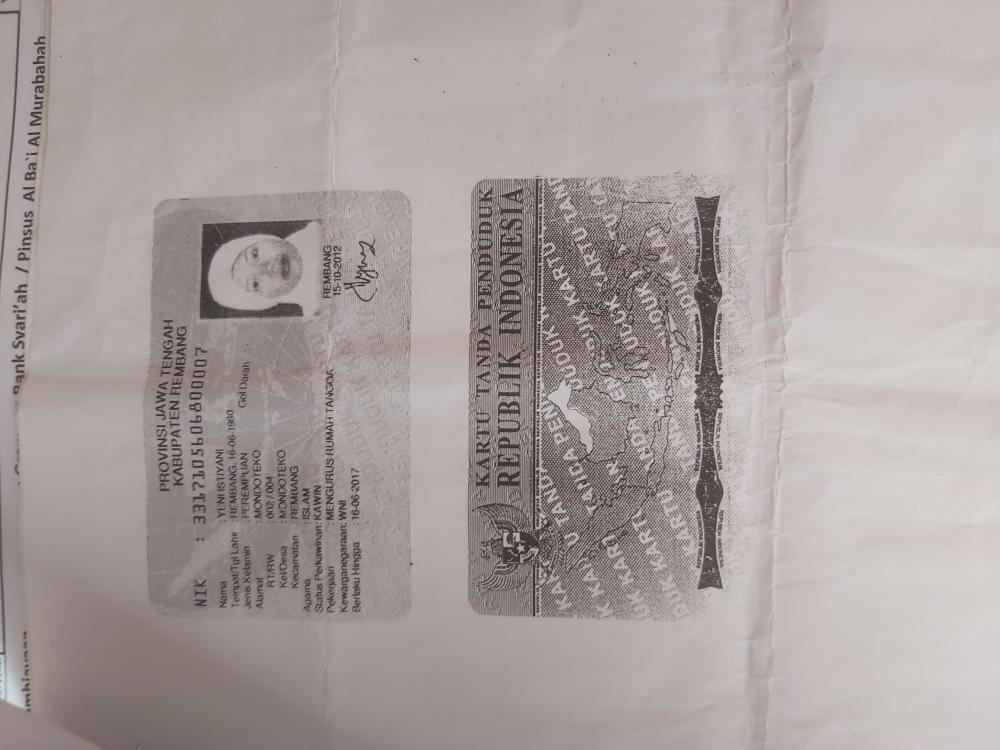 Bank Syari'ah / Pinsus Al Ba`i Al Murabahah
PROVINSI JAWA TENGAH
KABUPATEN REMBANG
NIK : 3317105606800007
Nama : YENI ISTIYANI
Tempat/Tgl Lahir : REMBANG, 16-06-1980
Jenis Kelamin : PEREMPUAN Gol Darah : -
Alamat : MONDOTEKO
RT/RW : 002 / 004
Kel/Desa : MONDOTEKO
Kecamatan : REMBANG
Agama : ISLAM
Status Perkawinan: KAWIN
Pekerjaan : MENGURUS RUMAH TANGGA
Kewarganegaraan: WNI
Berlaku Hingga : 16-06-2017
REMBANG
15-10-2012
KARTU TANDA PENDUDUK
REPUBLIK INDONESIA